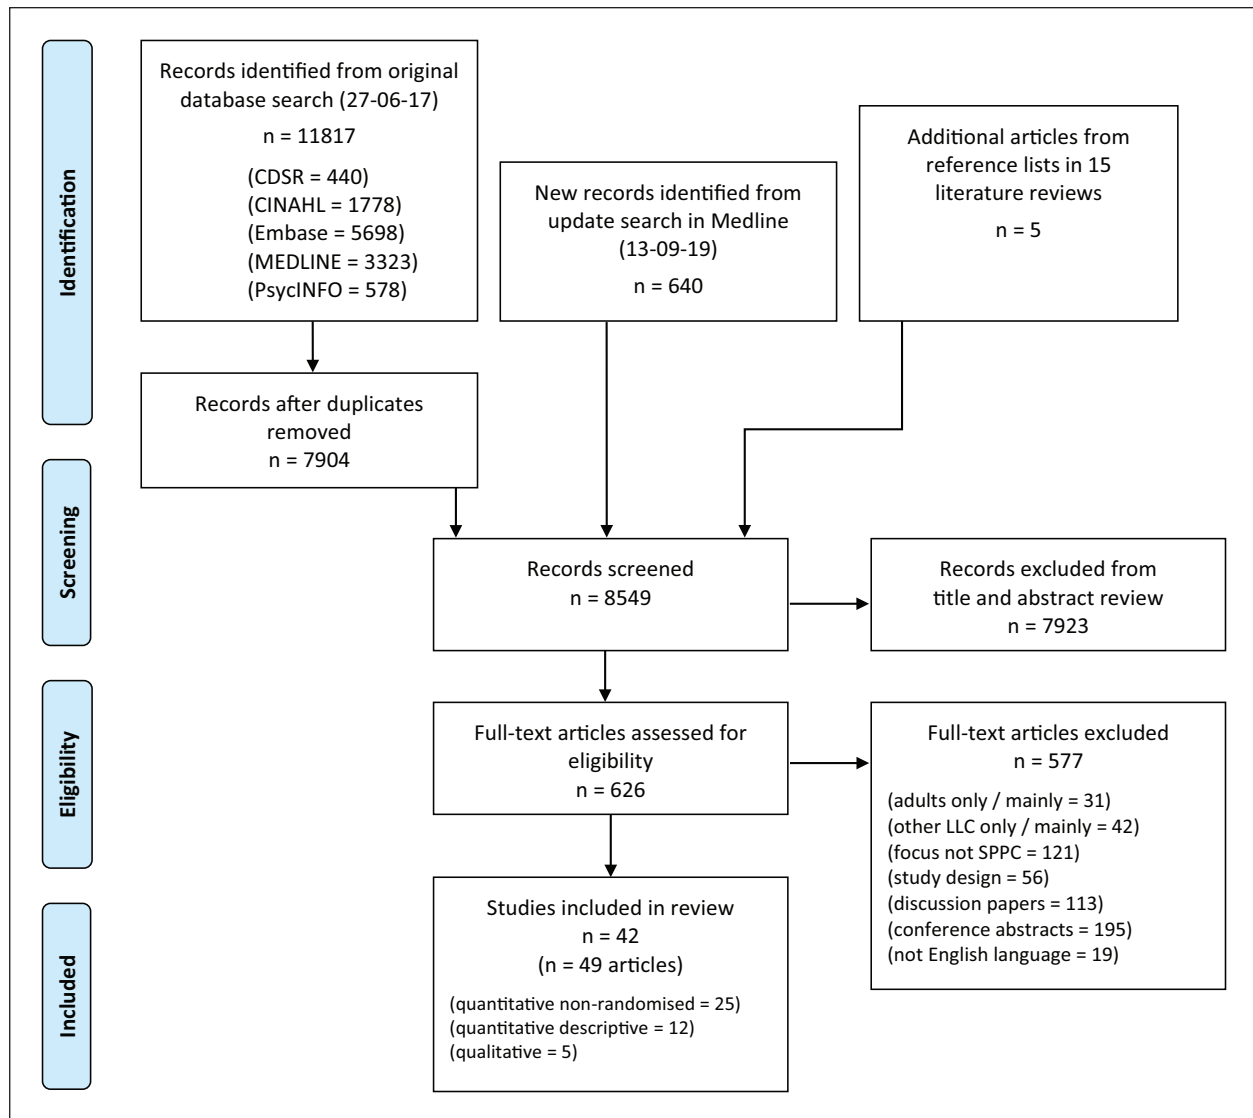 Identification
Records identified from original
database search (27-06-17)
n = 11817
(CDSR = 440)
(CINAHL = 1778)
(Embase = 5698)
(MEDLINE = 3323)
(PsycINFO = 578)
New records identified from
update search in Medline
(13-09-19)
n = 640
Additional articles from
reference lists in 15
literature reviews
n = 5
Records after duplicates
removed
n = 7904
Screening
Records screened
n = 8549
Records excluded from
title and abstract review
n = 7923
Eligibility
Full-text articles assessed for
eligibility
n = 626
Full-text articles excluded
n = 577
(adults only / mainly = 31)
(other LLC only / mainly = 42)
(focus not SPPC = 121)
(study design = 56)
(discussion papers = 113)
(conference abstracts = 195)
(not English language = 19)
Included
Studies included in review
n = 42
(n = 49 articles)
(quantitative non-randomised = 25)
(quantitative descriptive = 12)
(qualitative = 5)